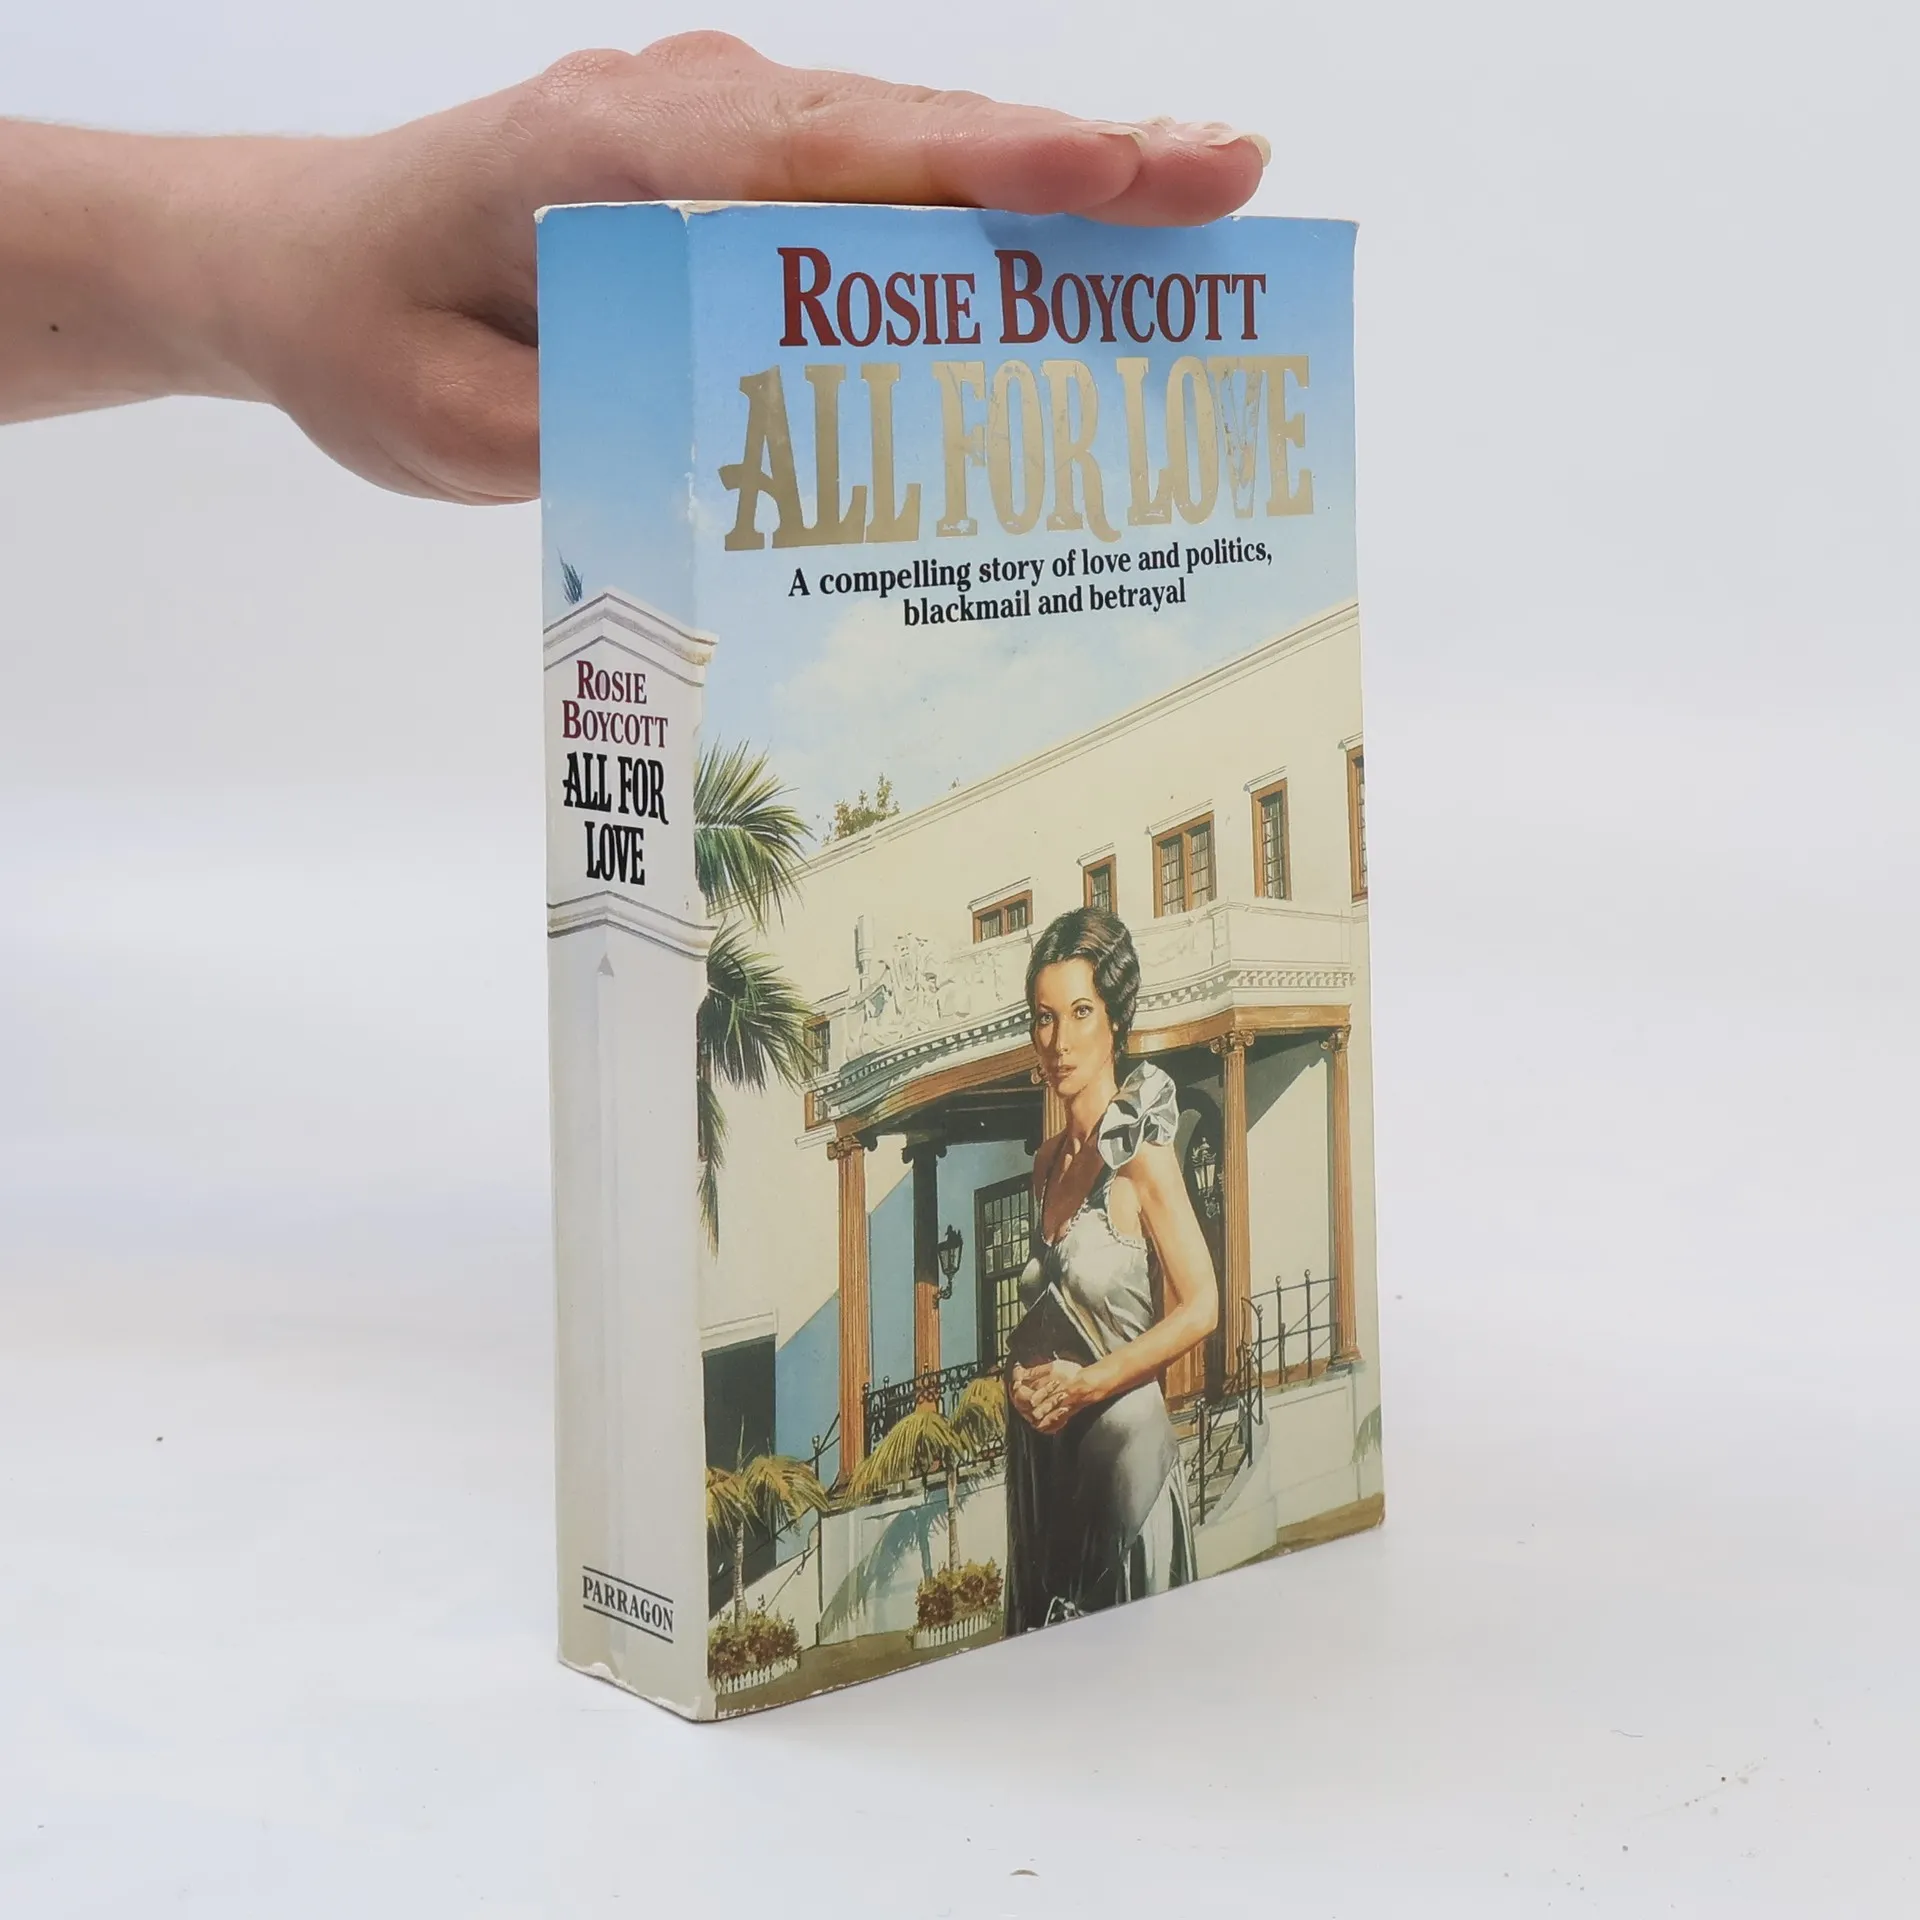 ROSIE BOYCOTT
ALL FOR LOVE
A compelling story of love and politics,
blackmail and betrayal
ROSIE
BOYCOTT
ALL FOR
LOVE
PARRAGON